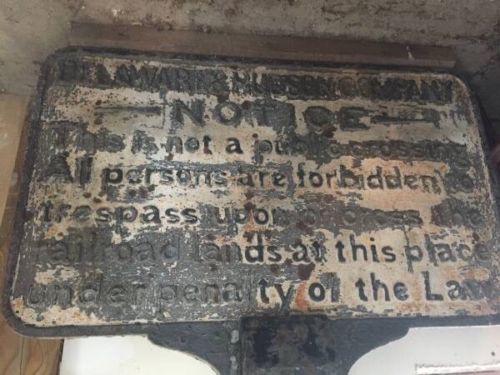 DELAWARE & HUDSON COMPANY
NOTICE
This is not a public crossing
All persons are forbidden to
trespass upon or cross the
railroad lands at this place
under penalty of the Law